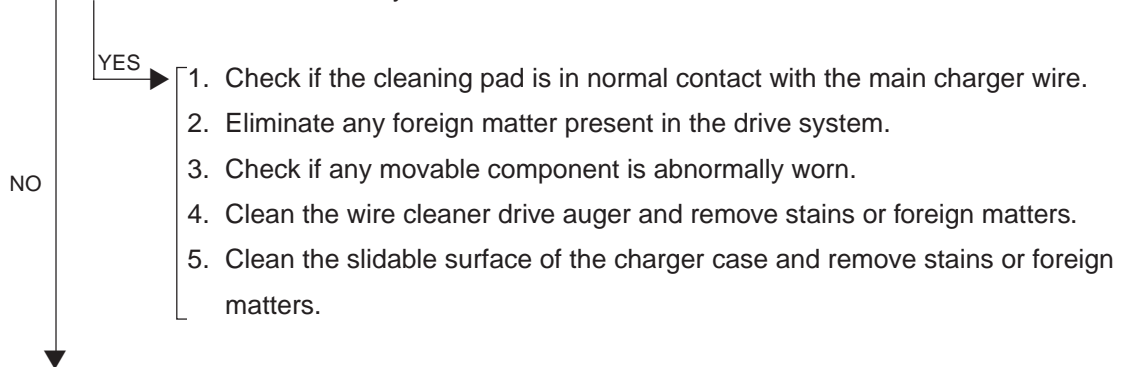 YES
1. Check if the cleaning pad is in normal contact with the main charger wire.
2. Eliminate any foreign matter present in the drive system.
3. Check if any movable component is abnormally worn.
NO
4. Clean the wire cleaner drive auger and remove stains or foreign matters.
5. Clean the slidable surface of the charger case and remove stains or foreign
matters.